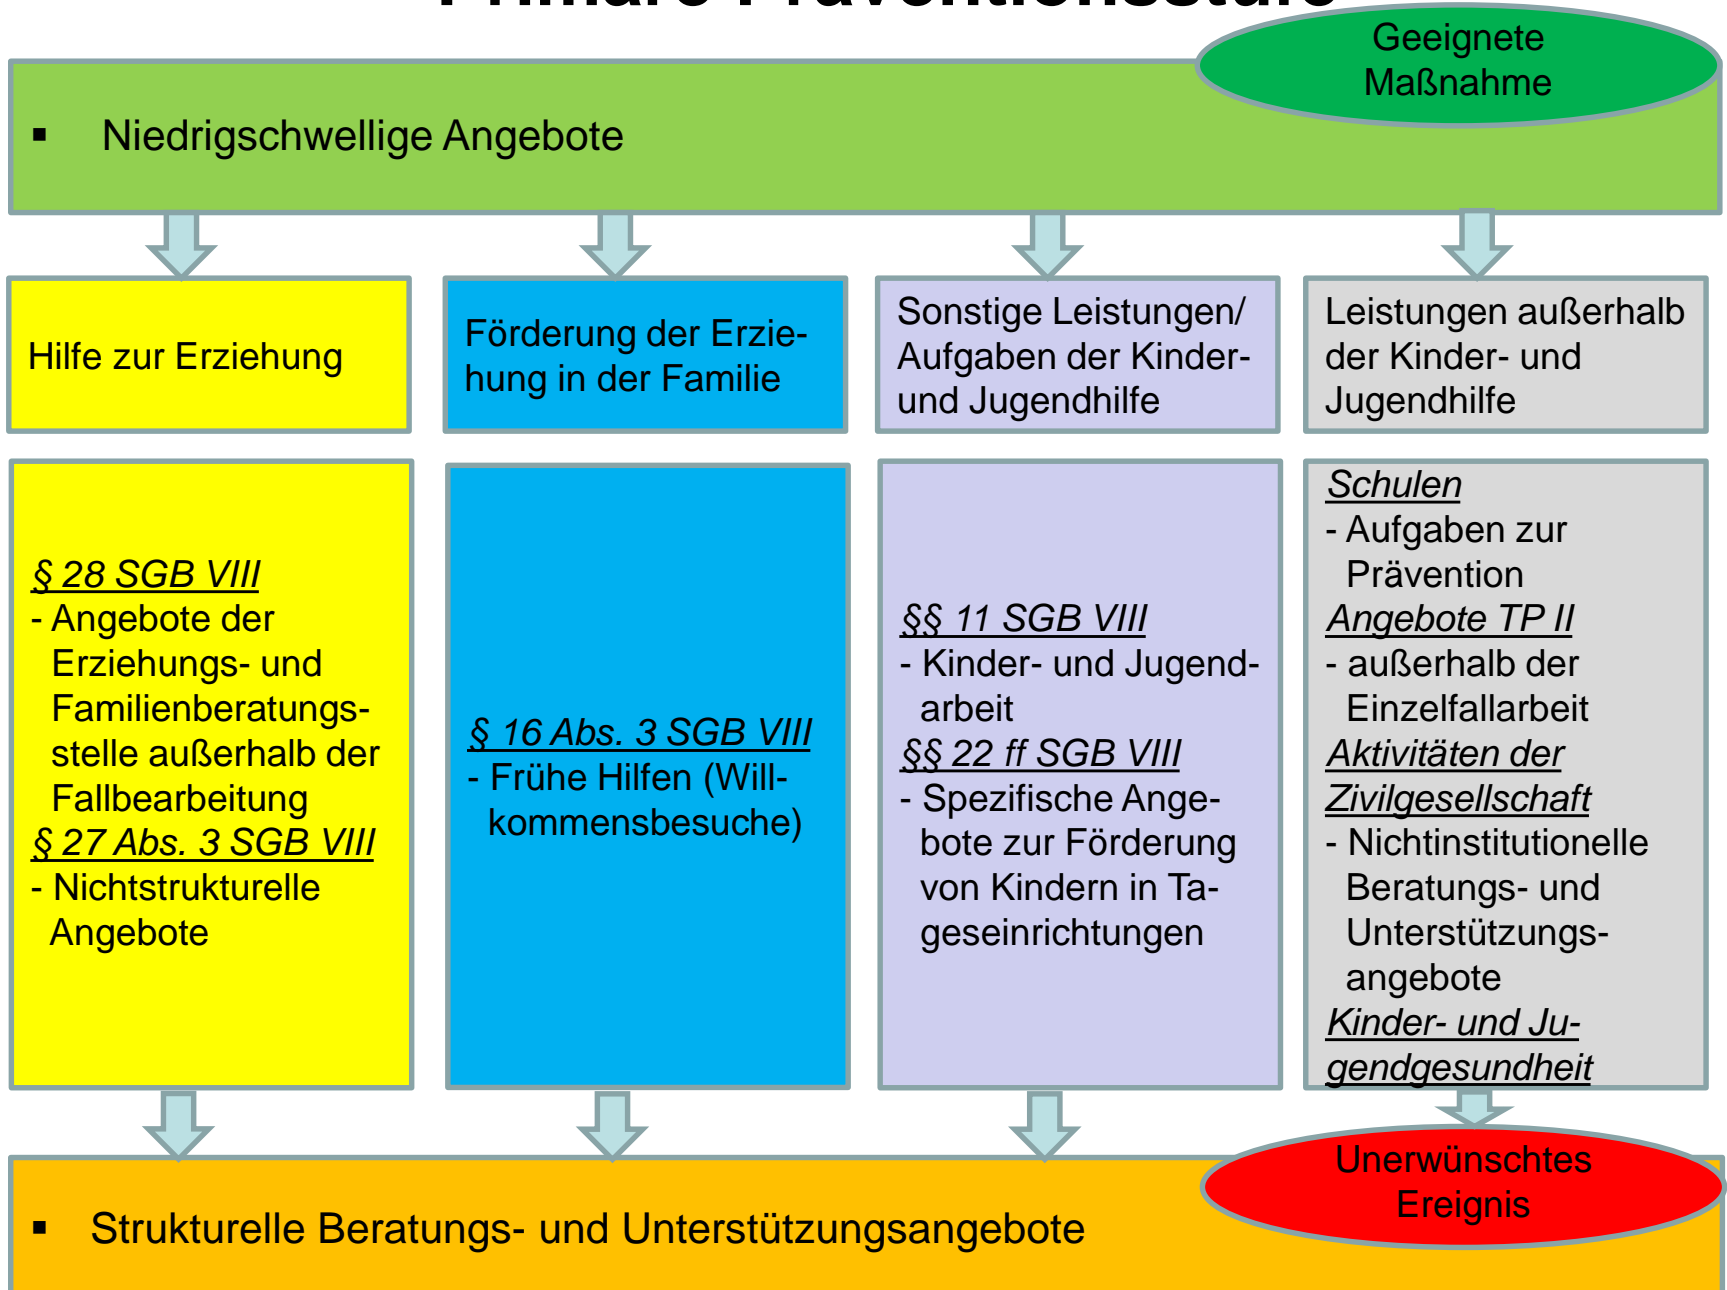 Primäre Präventionsstufe
Geeignete
Maßnahme
▪ Niedrigschwellige Angebote
Hilfe zur Erziehung
Förderung der Erzie-
hung in der Familie
Sonstige Leistungen/
Aufgaben der Kinder-
und Jugendhilfe
Leistungen außerhalb
der Kinder- und
Jugendhilfe
§ 28 SGB VIII
- Angebote der
Erziehungs- und
Familienberatungs-
stelle außerhalb der
Fallbearbeitung
§ 27 Abs. 3 SGB VIII
- Nichtstrukturelle
Angebote
§ 16 Abs. 3 SGB VIII
- Frühe Hilfen (Will-
kommensbesuche)
§§ 11 SGB VIII
- Kinder- und Jugend-
arbeit
§§ 22 ff SGB VIII
- Spezifische Ange-
bote zur Förderung
von Kindern in Ta-
geseinrichtungen
Schulen
- Aufgaben zur
Prävention
Angebote TP II
- außerhalb der
Einzelfallarbeit
Aktivitäten der
Zivilgesellschaft
- Nichtinstitutionelle
Beratungs- und
Unterstützungs-
angebote
Kinder- und Ju-
gendgesundheit
Unerwünschtes
Ereignis
▪ Strukturelle Beratungs- und Unterstützungsangebote